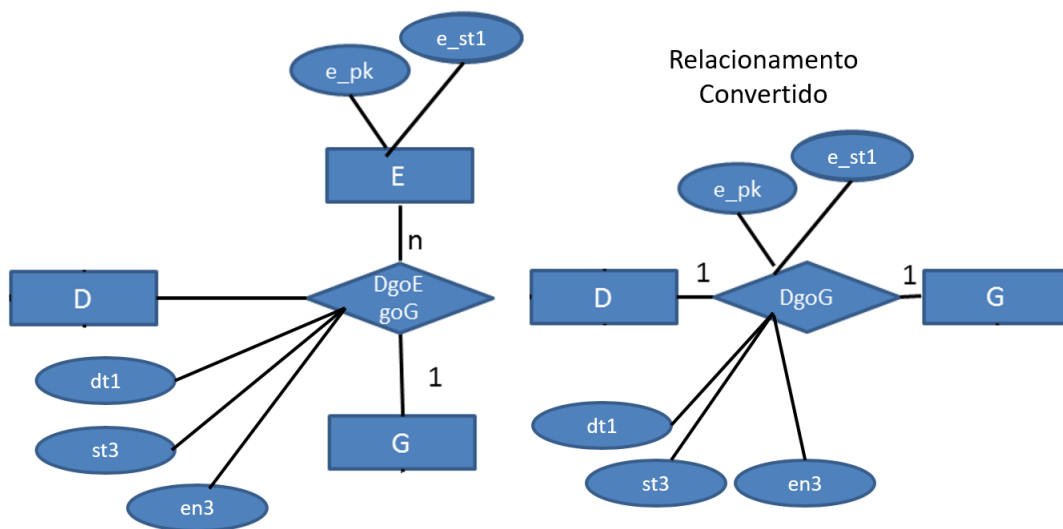 e_pk
e_st1
E
n
D
DgoE
goG
1
G
dt1
st3
en3
Relacionamento
Convertido
e_pk
e_st1
D
1
DgoG
1
G
dt1
st3
en3